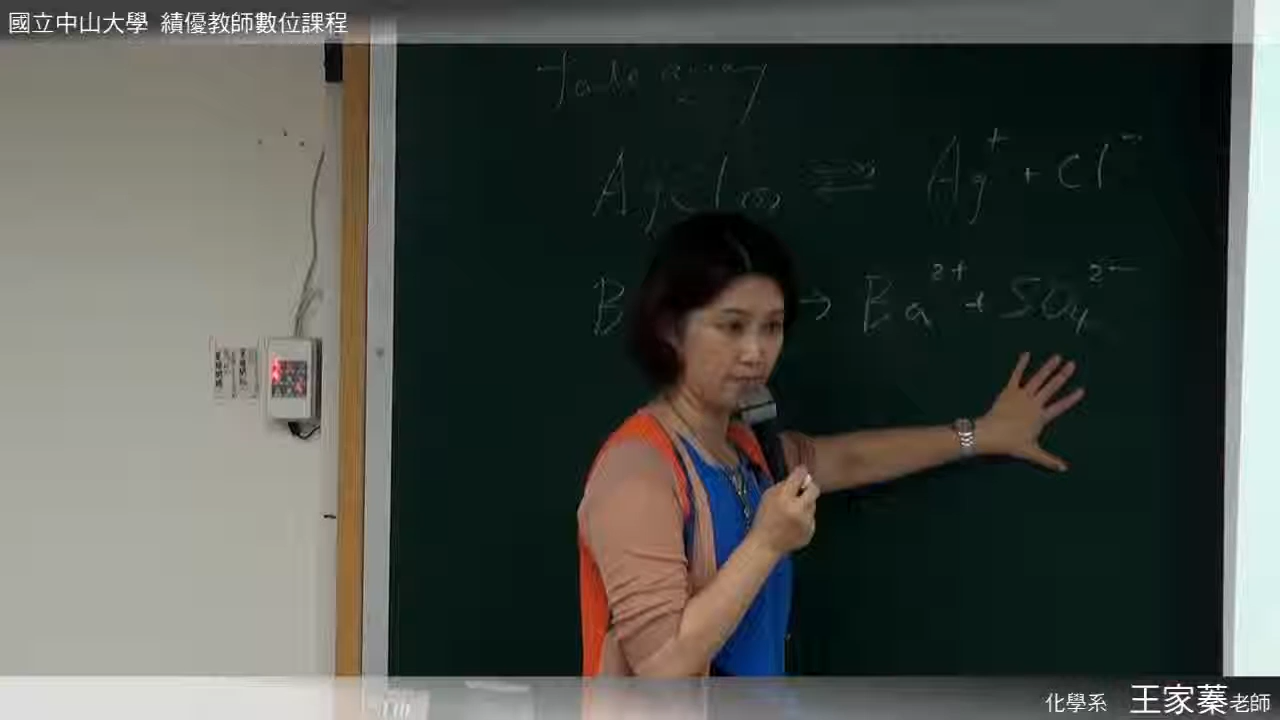 國立中山大學 績優教師數位課程
Take away
AgCl(s) ⇌ Ag⁺ + Cl⁻
B → Ba²⁺ + SO₄²⁻
化學系 王家蓁老師